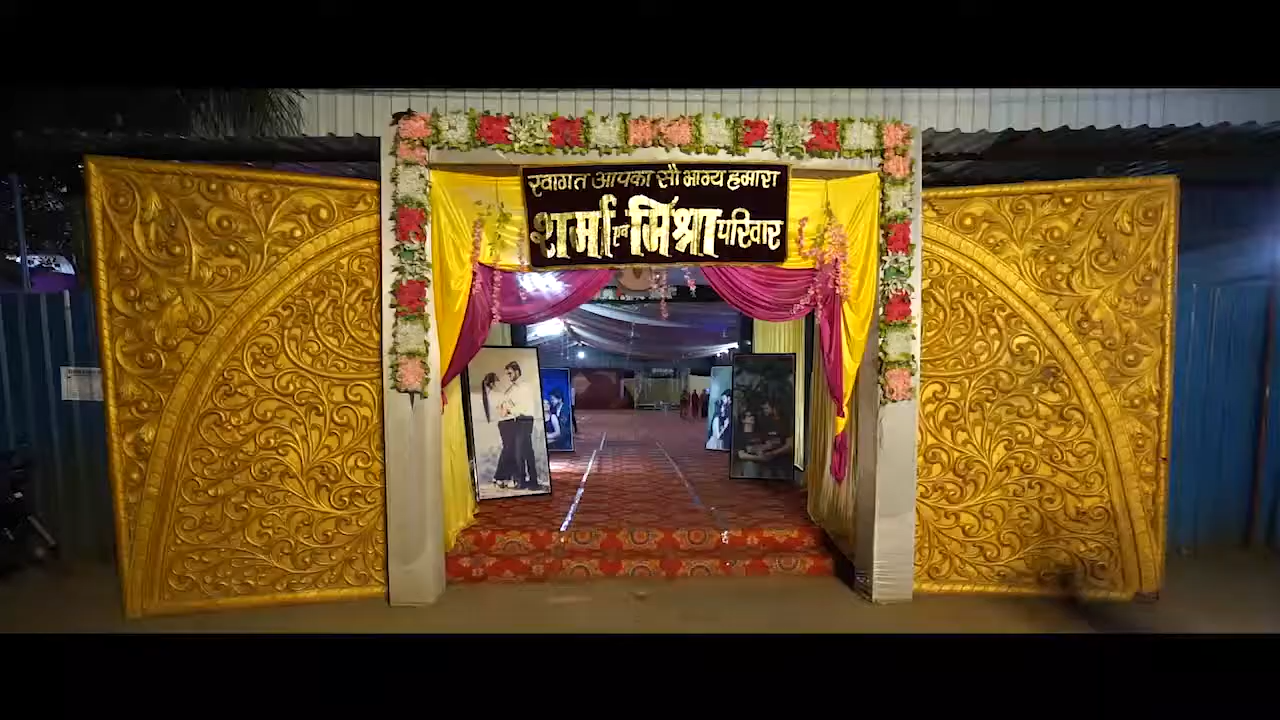 स्वागत आपका सौभाग्य हमारा
शर्मा एवं मिश्रा परिवार